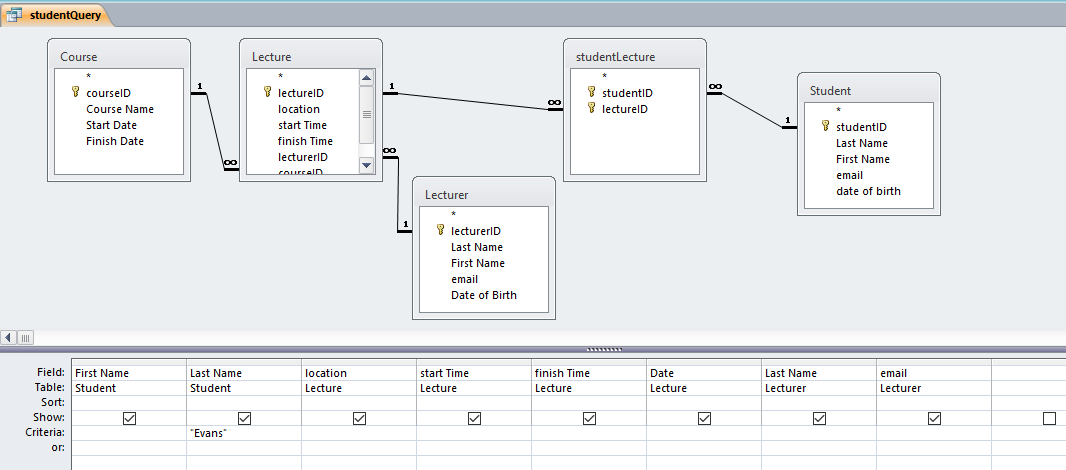 studentQuery
Course
*
courseID
Course Name
Start Date
Finish Date
1
∞
Lecture
*
lectureID
location
start Time
finish Time
lecturerID
courseID
1
∞
∞
1
Lecturer
*
lecturerID
Last Name
First Name
email
Date of Birth
studentLecture
*
studentID
lectureID
∞
1
Student
*
studentID
Last Name
First Name
email
date of birth
Field: First Name Last Name location start Time finish Time Date Last Name email
Table: Student Student Lecture Lecture Lecture Lecture Lecturer Lecturer
Sort:
Show:
Criteria: "Evans"
or: